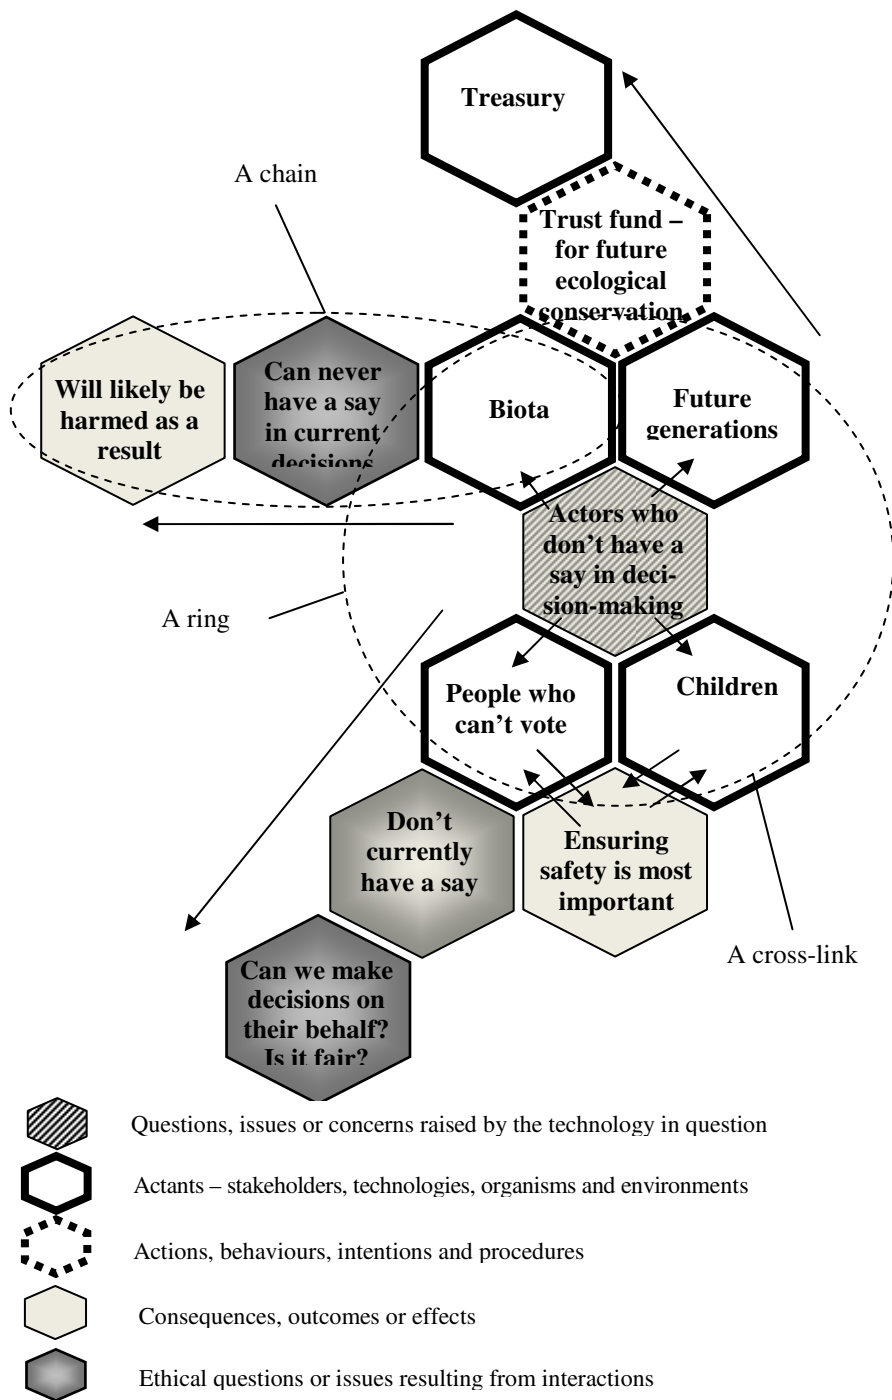 Treasury
A chain
Trust fund –
for future
ecological
conservation
Will likely be
harmed as a
result
Can never
have a say
in current
decisions
Biota
Future
generations
Actors who
don't have a
say in deci-
sion-making
A ring
People who
can't vote
Children
Don't
currently
have a say
Ensuring
safety is most
important
A cross-link
Can we make
decisions on
their behalf?
Is it fair?
Questions, issues or concerns raised by the technology in question
Actants – stakeholders, technologies, organisms and environments
Actions, behaviours, intentions and procedures
Consequences, outcomes or effects
Ethical questions or issues resulting from interactions